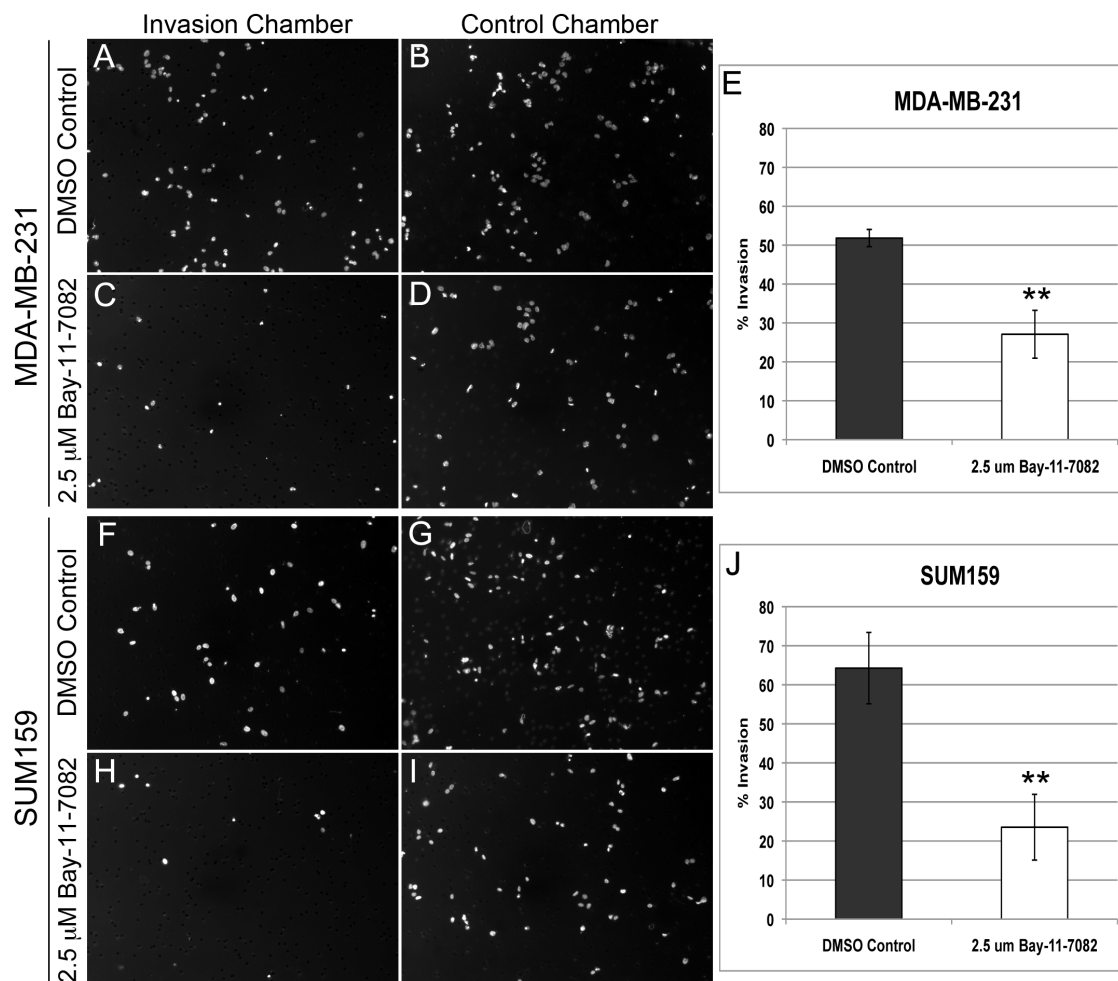 Invasion Chamber
Control Chamber
MDA-MB-231
DMSO Control
A
B
2.5 µM Bay-11-7082
C
D
E
MDA-MB-231
% Invasion
80
70
60
50
40
30
20
10
0
**
DMSO Control
2.5 um Bay-11-7082
SUM159
DMSO Control
F
G
2.5 µM Bay-11-7082
H
I
J
SUM159
% Invasion
80
70
60
50
40
30
20
10
0
**
DMSO Control
2.5 um Bay-11-7082